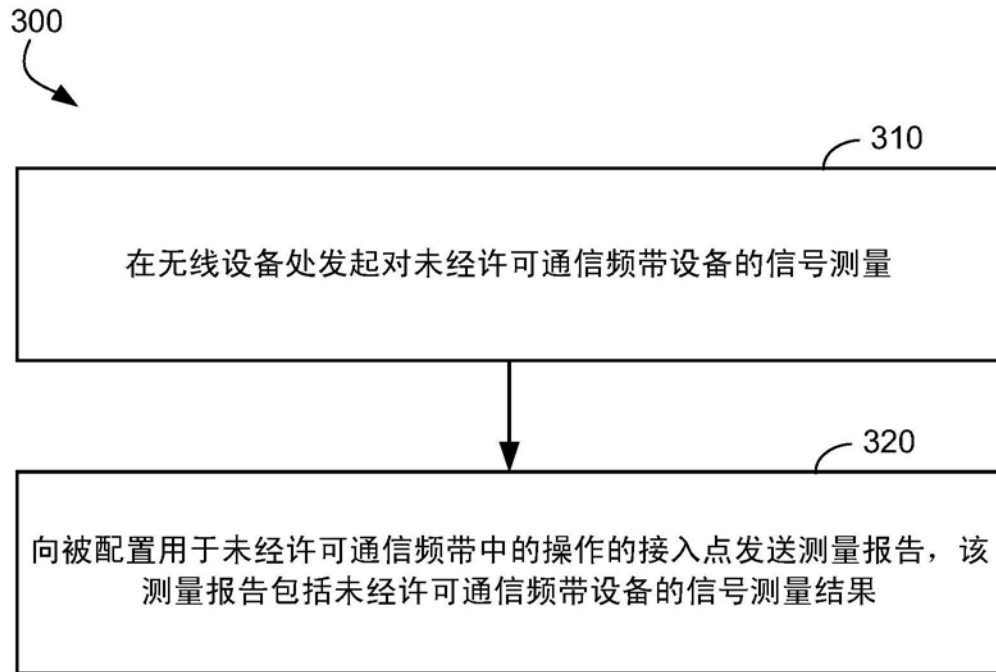 300
310
在无线设备处发起对未经许可通信频带设备的信号测量
320
向被配置用于未经许可通信频带中的操作的接入点发送测量报告，该
测量报告包括未经许可通信频带设备的信号测量结果